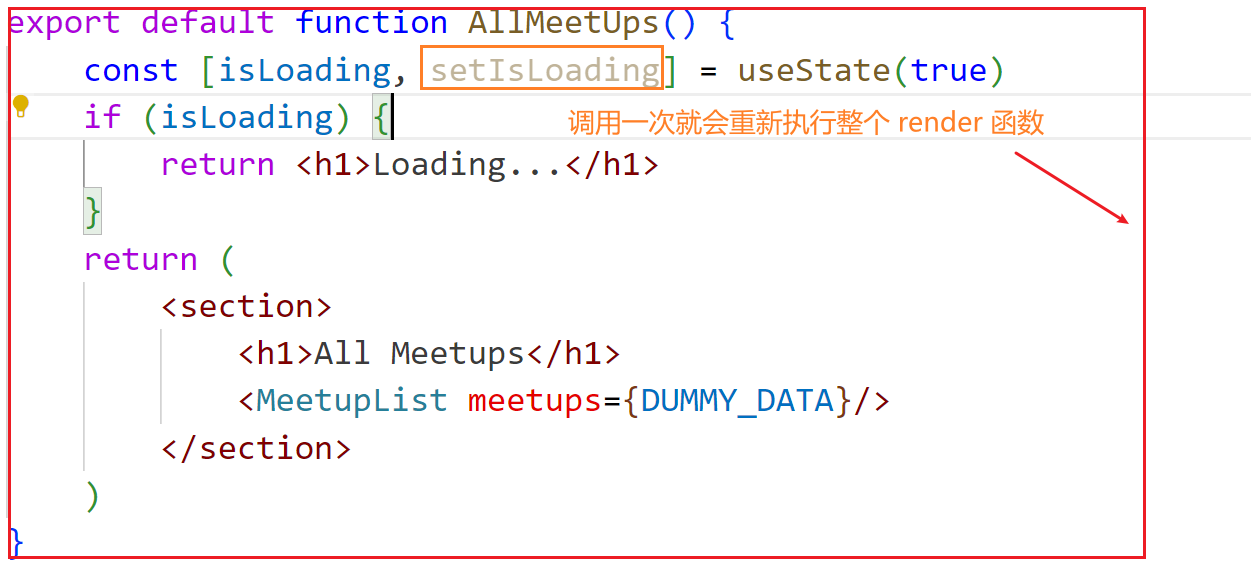 export default function AllMeetUps() {
const [isLoading, setIsLoading] = useState(true)
if (isLoading) {
调用一次就会重新执行整个 render 函数
return <h1>Loading...</h1>
}
return (
<section>
<h1>All Meetups</h1>
<MeetupList meetups={DUMMY_DATA}/>
</section>
)
}